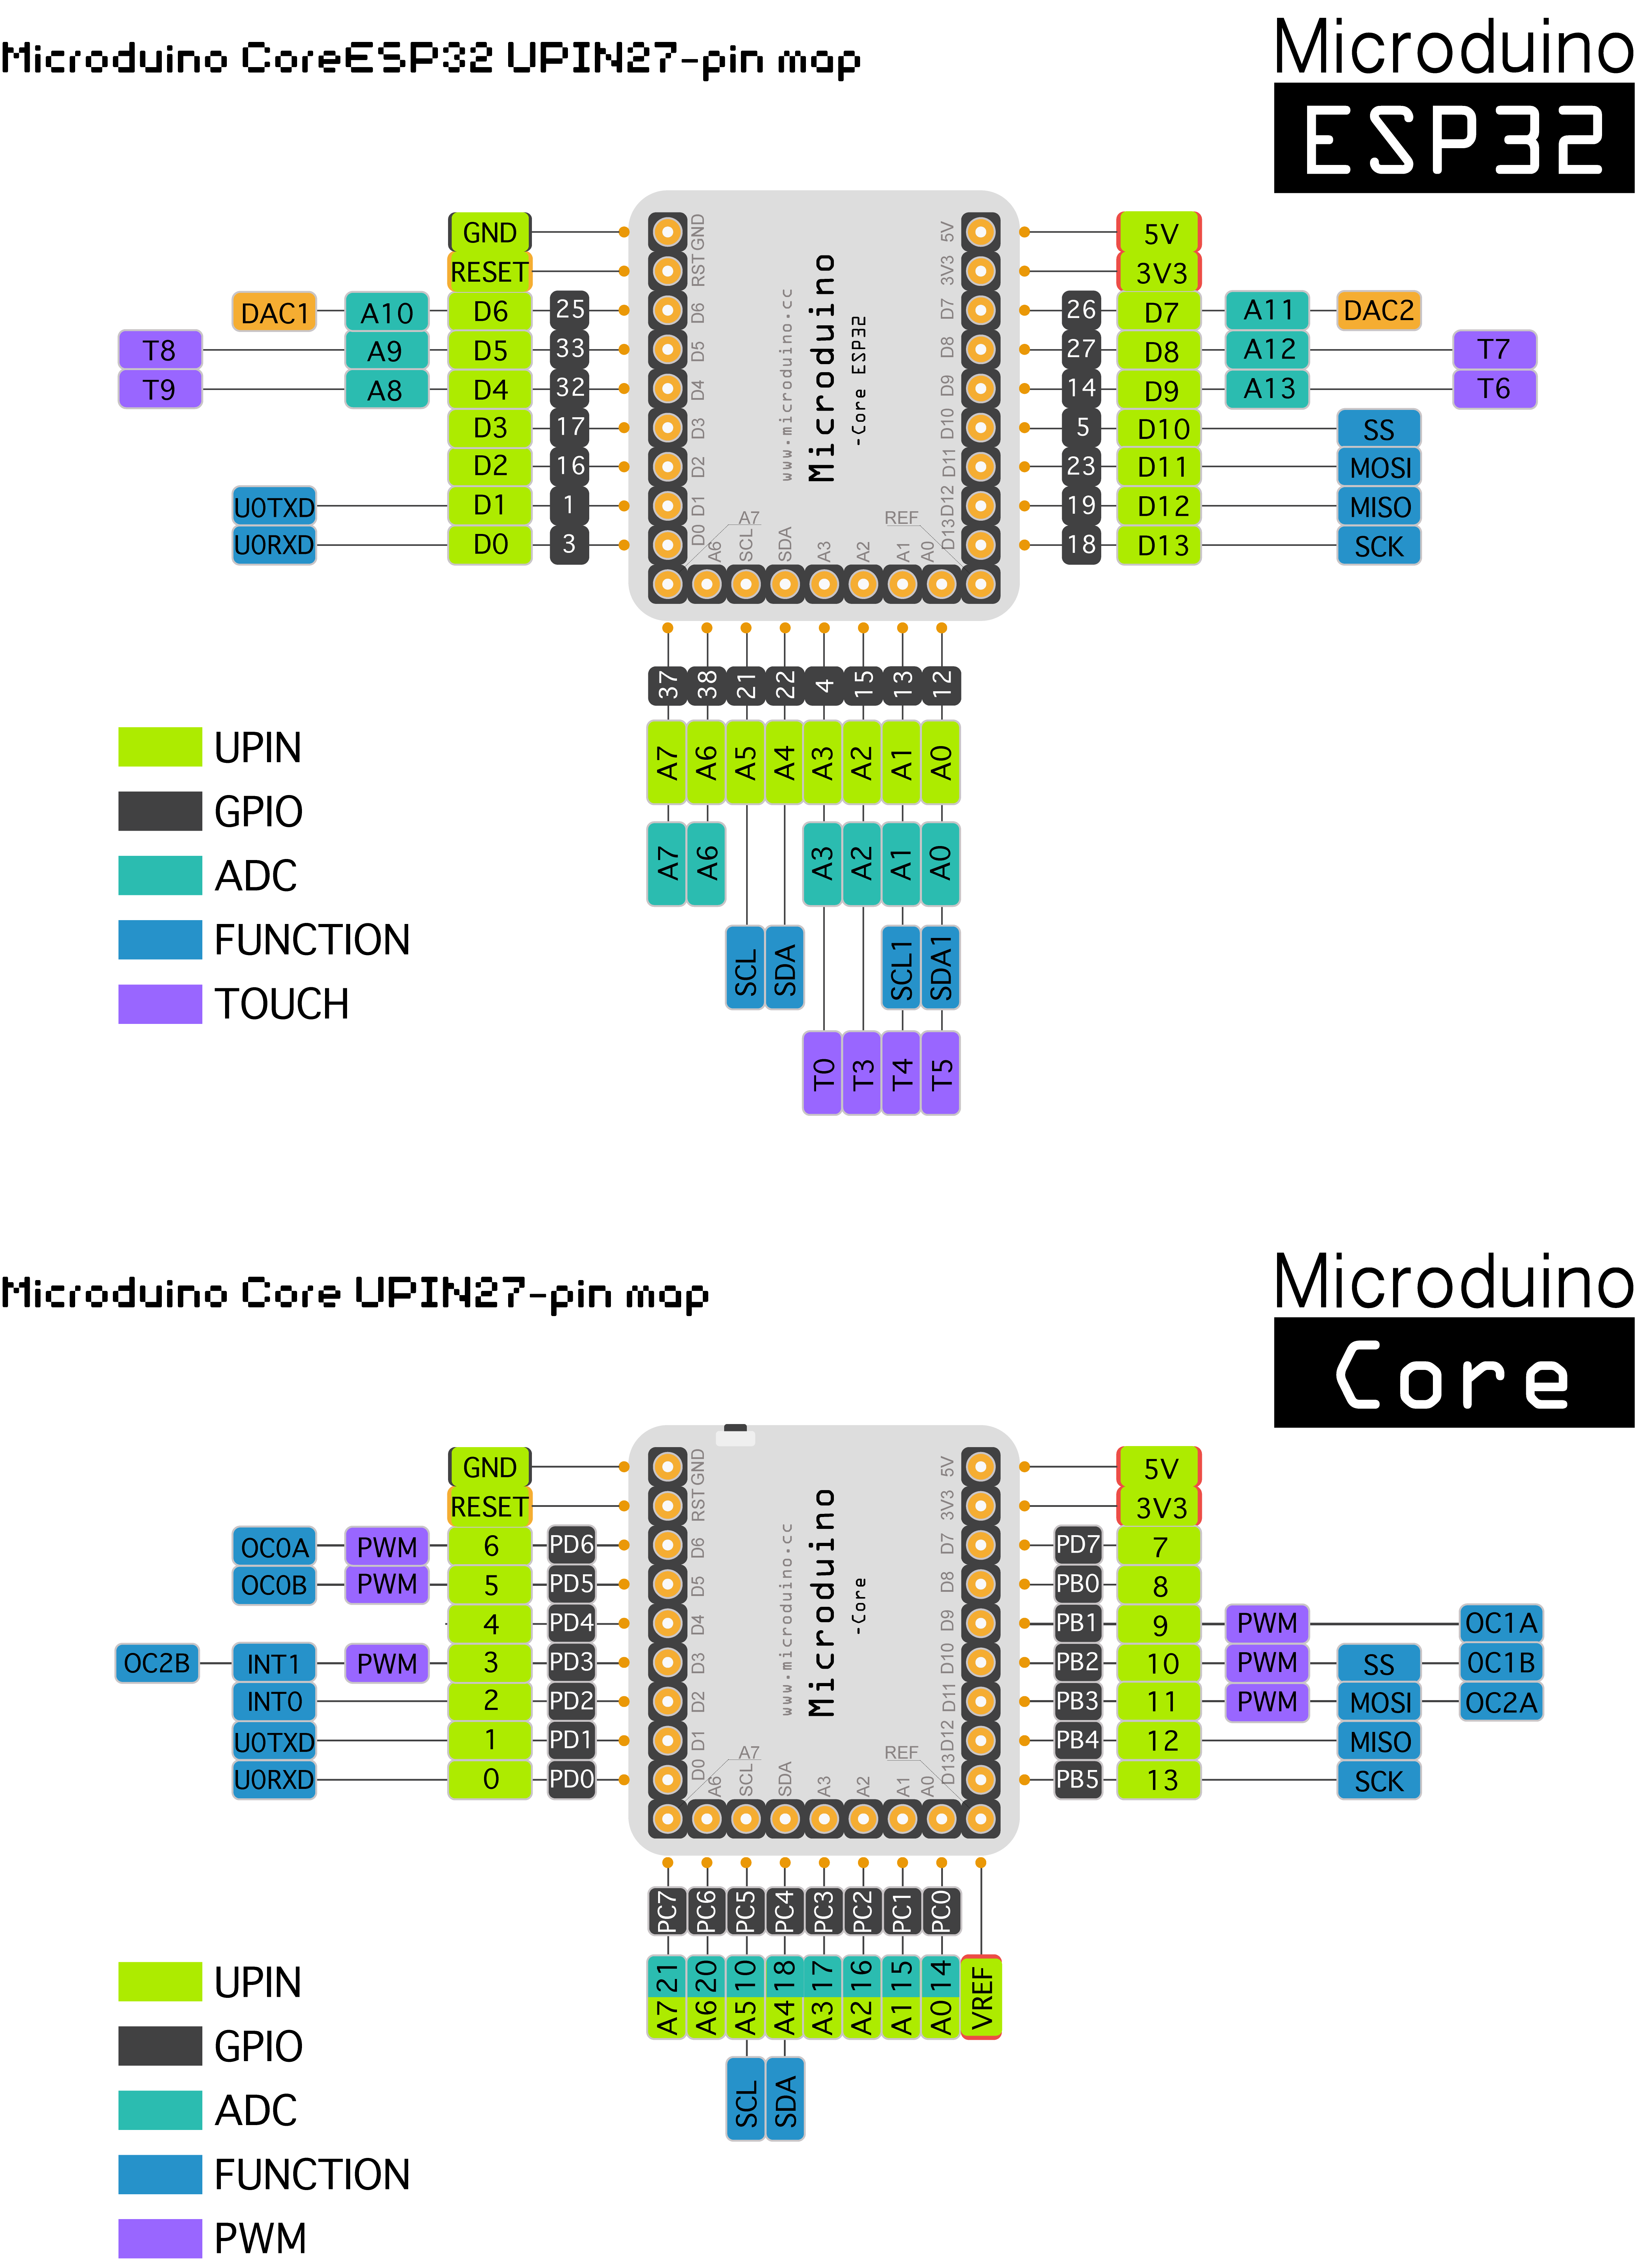 Microduino CoreESP32 UPIN27-pin map
Microduino
ESP32
GND GND 5V 5V
RESET RST 3V3 3V3
DAC1 A10 D6 25 D6 D7 26 D7 A11 DAC2
T8 A9 D5 33 D5 D8 27 D8 A12 T7
T9 A8 D4 32 D4 D9 14 D9 A13 T6
D3 17 D3 D10 5 D10 SS
D2 16 D2 D11 23 D11 MOSI
U0TXD D1 1 D1 D12 19 D12 MISO
U0RXD D0 3 D0 D13 18 D13 SCK
www.microduino.cc
Microduino
-Core ESP32
A7 REF
A6 SCL SDA A3 A2 A1 A0
37 38 21 22 4 15 13 12
A7 A6 A5 A4 A3 A2 A1 A0
A7 A6 A3 A2 A1 A0
SCL SDA SCL1 SDA1
T0 T3 T4 T5
UPIN
GPIO
ADC
FUNCTION
TOUCH
Microduino Core UPIN27-pin map
Microduino
Core
GND GND 5V 5V
RESET RST 3V3 3V3
OC0A PWM 6 PD6 D6 D7 PD7 7
OC0B PWM 5 PD5 D5 D8 PB0 8
4 PD4 D4 D9 PB1 9 PWM OC1A
OC2B INT1 PWM 3 PD3 D3 D10 PB2 10 PWM SS 0C1B
INT0 2 PD2 D2 D11 PB3 11 PWM MOSI OC2A
U0TXD 1 PD1 D1 D12 PB4 12 MISO
U0RXD 0 PD0 D0 D13 PB5 13 SCK
www.microduino.cc
Microduino
-Core
A7 REF
A6 SCL SDA A3 A2 A1 A0
PC7 PC6 PC5 PC4 PC3 PC2 PC1 PC0
21 20 10 18 17 16 15 14
A7 A6 A5 A4 A3 A2 A1 A0 VREF
SCL SDA
UPIN
GPIO
ADC
FUNCTION
PWM